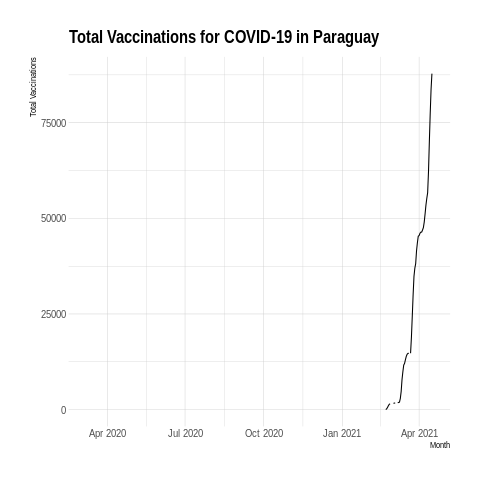 Total Vaccinations for COVID-19 in Paraguay
Total Vaccinations
75000
50000
25000
0
Apr 2020 Jul 2020 Oct 2020 Jan 2021 Apr 2021
Month